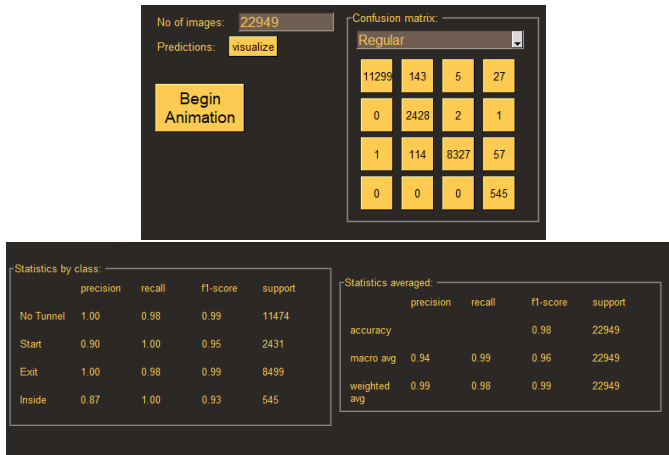 No of images: 22949
Predictions: visualize
Begin
Animation
Confusion matrix:
Regular
11299 143 5 27
0 2428 2 1
1 114 8327 57
0 0 0 545
Statistics by class:
precision recall f1-score support
No Tunnel 1.00 0.98 0.99 11474
Start 0.90 1.00 0.95 2431
Exit 1.00 0.98 0.99 8499
Inside 0.87 1.00 0.93 545
Statistics averaged:
precision recall f1-score support
accuracy 0.98 22949
macro avg 0.94 0.99 0.96 22949
weighted 0.99 0.98 0.99 22949
avg